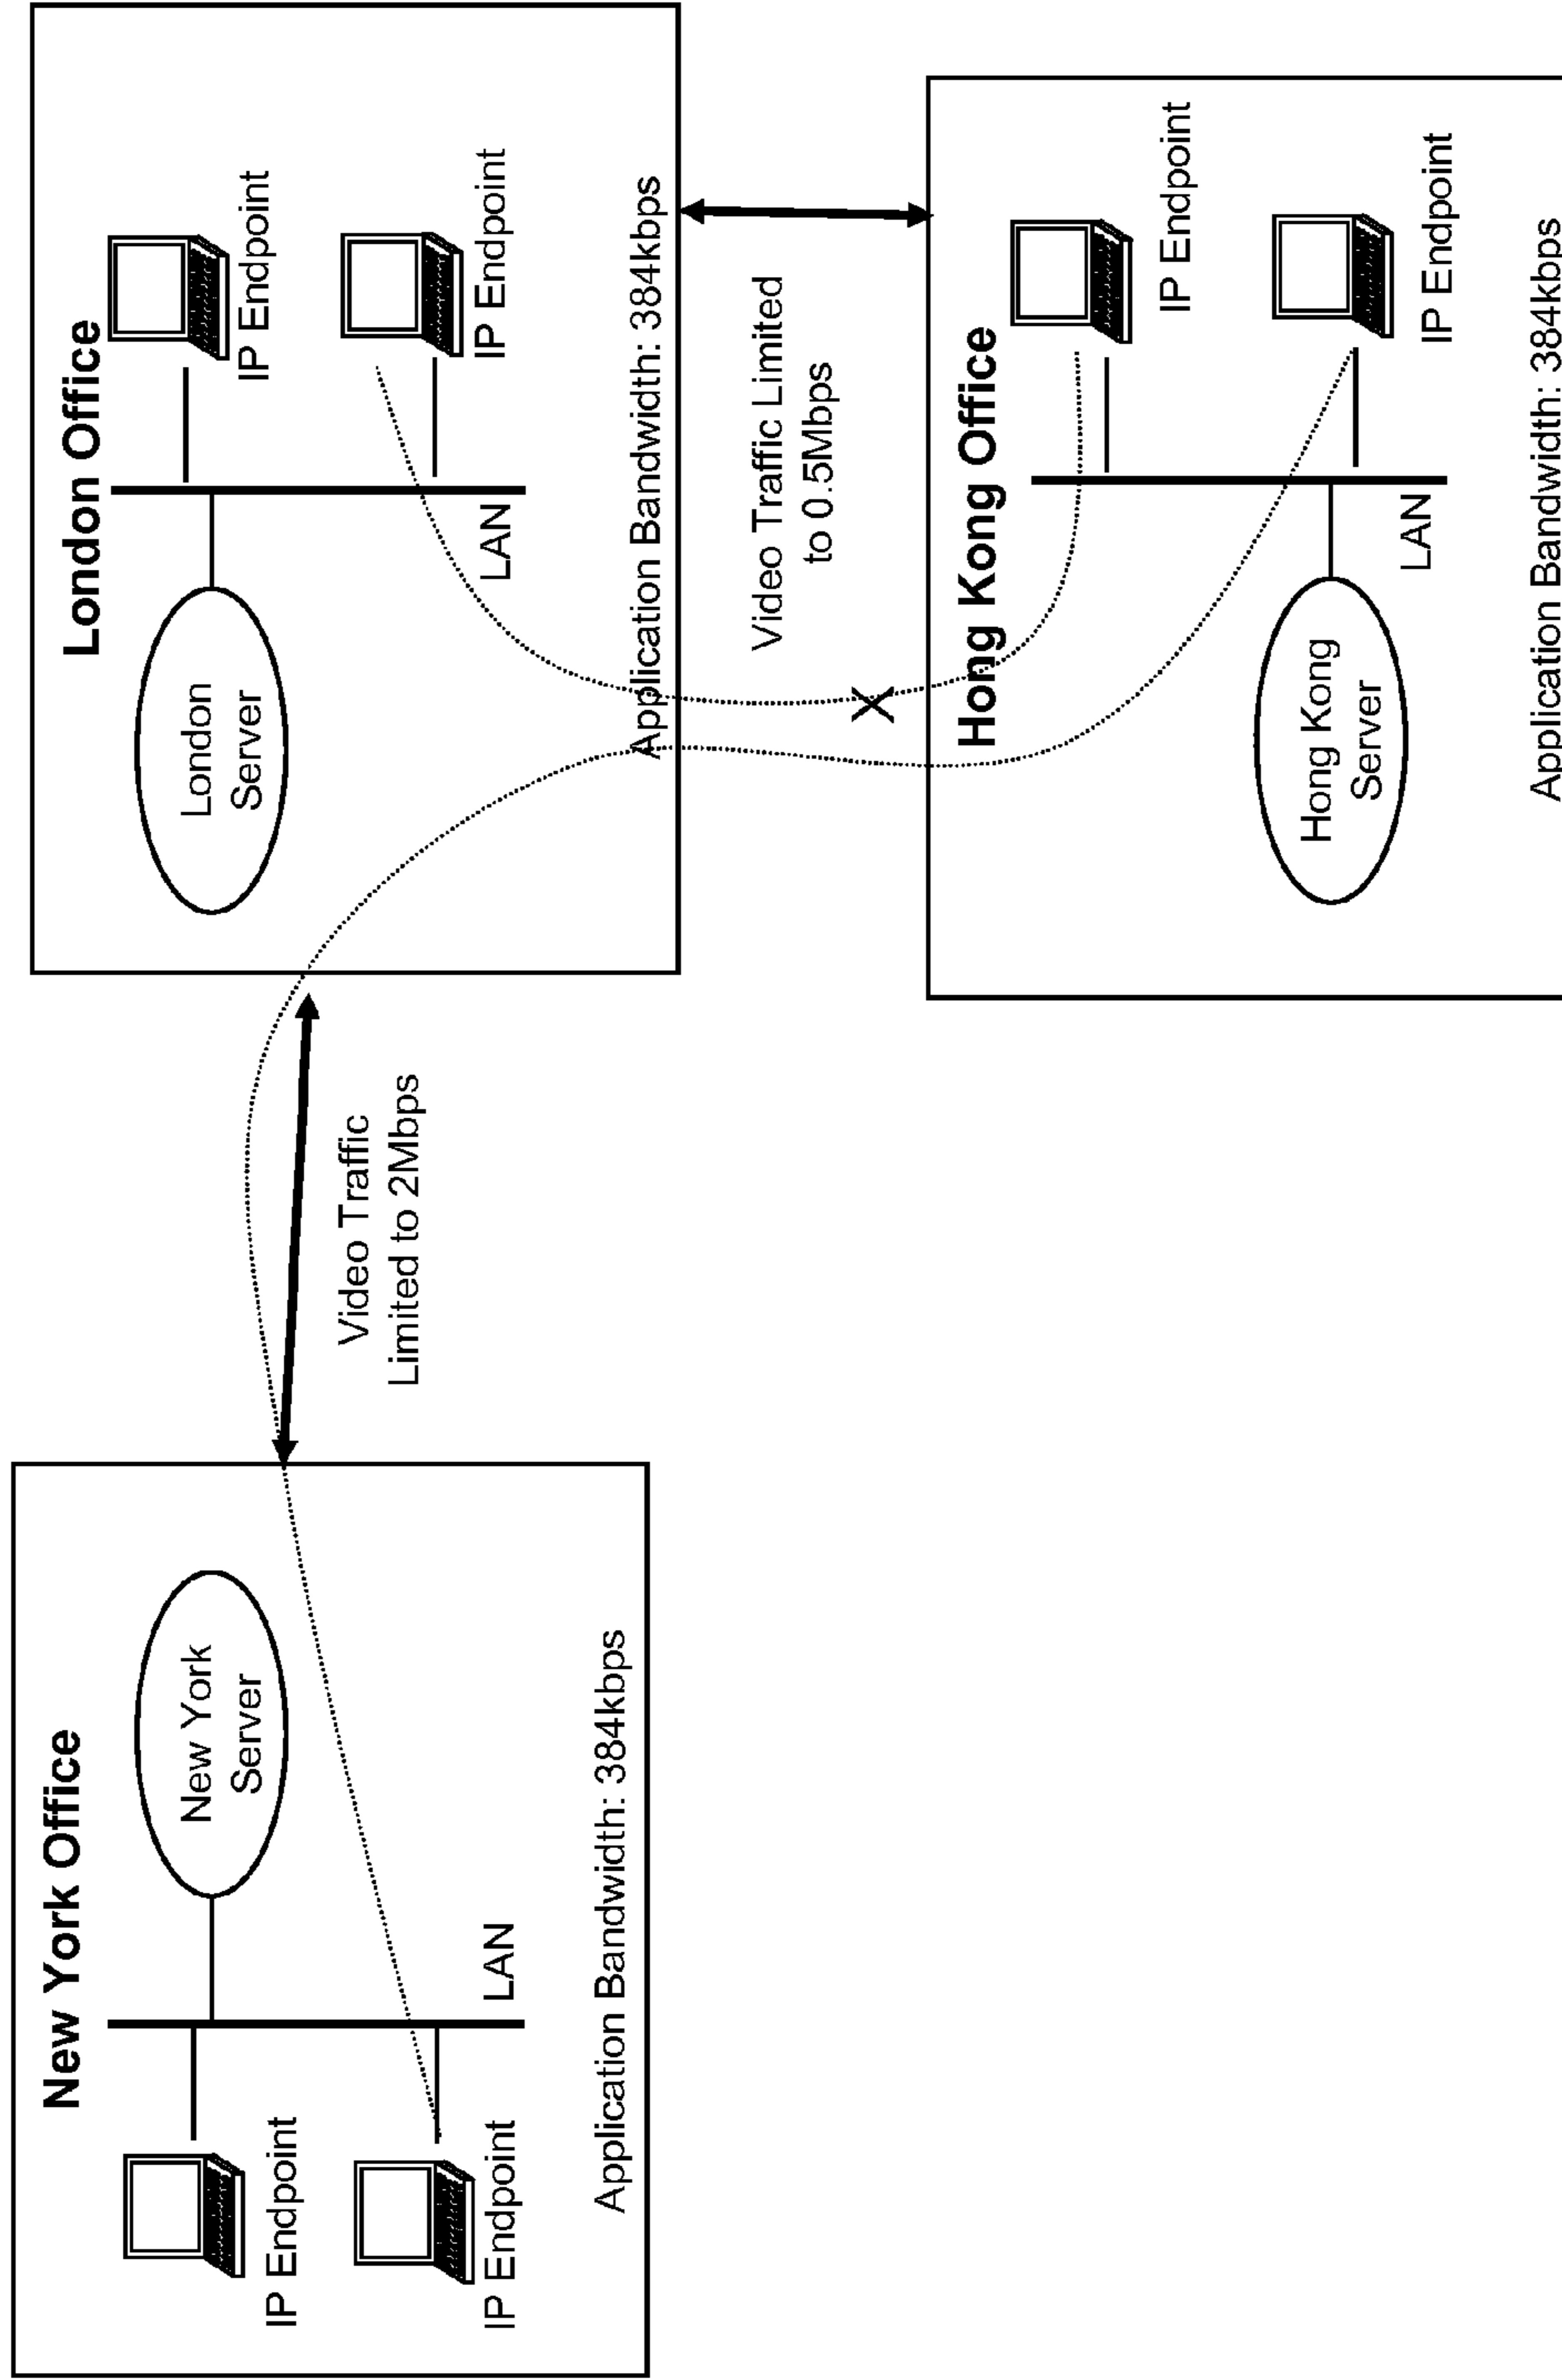 New York Office
New York
Server
IP Endpoint
IP Endpoint
LAN
Application Bandwidth: 384kbps
Video Traffic
Limited to 2Mbps
London Office
London
Server
IP Endpoint
IP Endpoint
LAN
Application Bandwidth: 384kbps
Video Traffic Limited
to 0.5Mbps
X
Hong Kong Office
IP Endpoint
Hong Kong
Server
IP Endpoint
LAN
Application Bandwidth: 384kbps